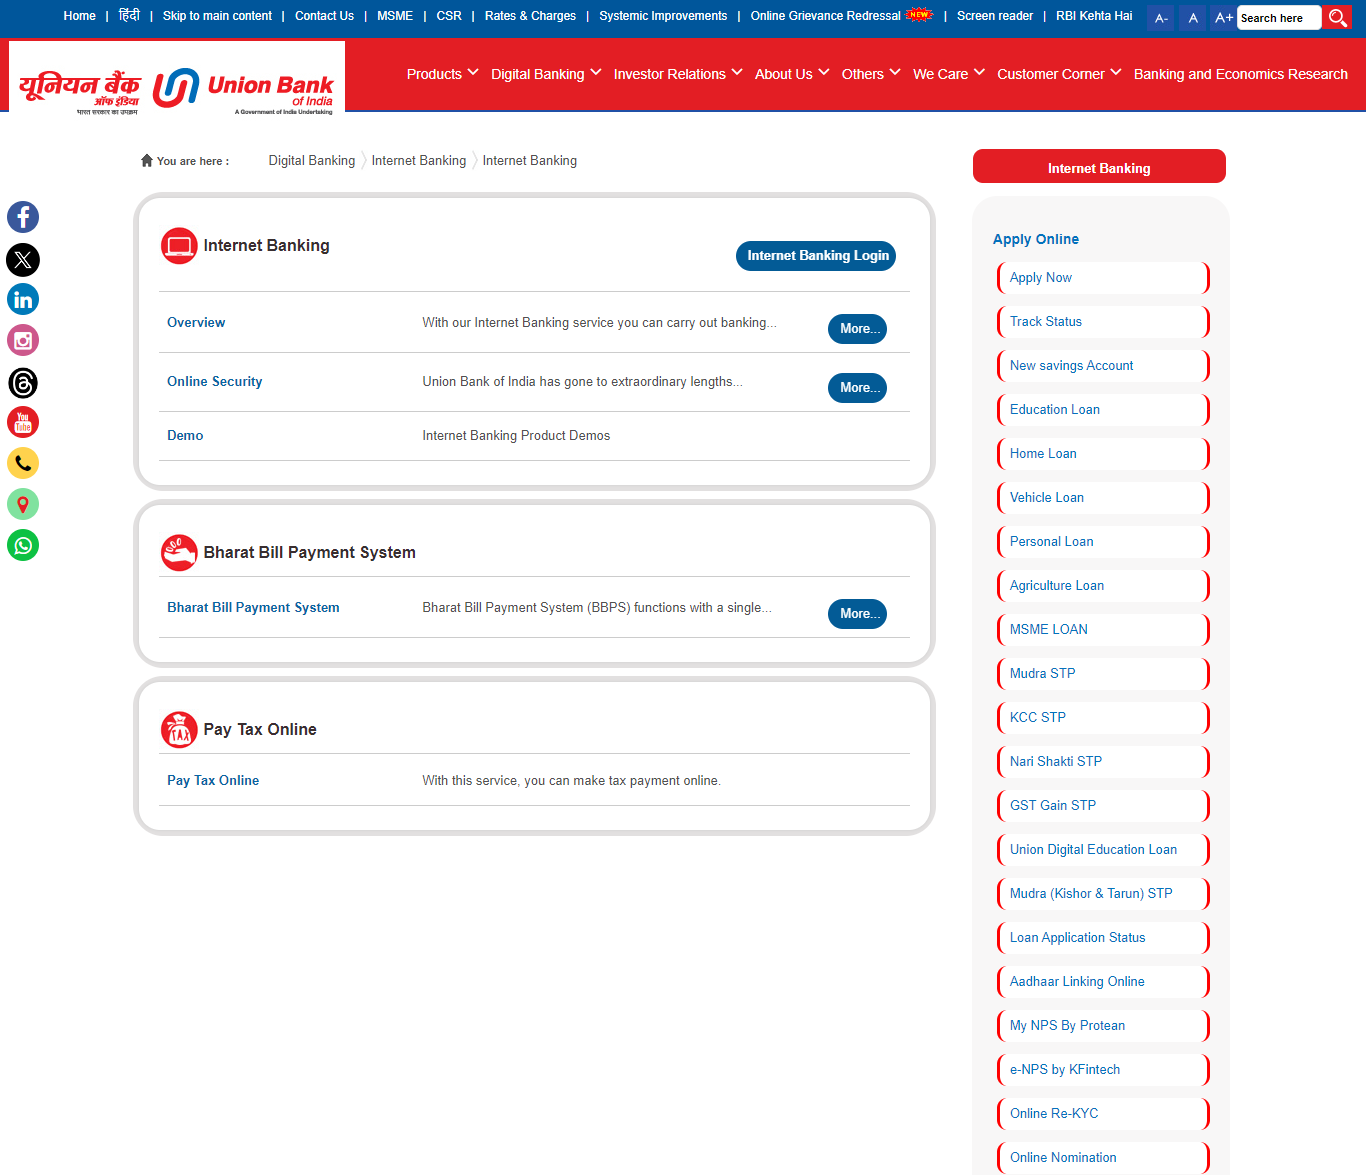 Home | हिंदी | Skip to main content | Contact Us | MSME | CSR | Rates & Charges | Systemic Improvements | Online Grievance Redressal NEW | Screen reader | RBI Kehta Hai A- A A+ Search here
यूनियन बैंक
ऑफ इंडिया
भारत सरकार का उपक्रम
Union Bank
of India
A Government of India Undertaking
Products Digital Banking Investor Relations About Us Others We Care Customer Corner Banking and Economics Research
You are here : Digital Banking Internet Banking Internet Banking
Internet Banking
Internet Banking Login
Overview With our Internet Banking service you can carry out banking... More...
Online Security Union Bank of India has gone to extraordinary lengths... More...
Demo Internet Banking Product Demos
Bharat Bill Payment System
Bharat Bill Payment System Bharat Bill Payment System (BBPS) functions with a single... More...
Pay Tax Online
Pay Tax Online With this service, you can make tax payment online.
You
Tube
TAX
Internet Banking
Apply Online
Apply Now
Track Status
New savings Account
Education Loan
Home Loan
Vehicle Loan
Personal Loan
Agriculture Loan
MSME LOAN
Mudra STP
KCC STP
Nari Shakti STP
GST Gain STP
Union Digital Education Loan
Mudra (Kishor & Tarun) STP
Loan Application Status
Aadhaar Linking Online
My NPS By Protean
e-NPS by KFintech
Online Re-KYC
Online Nomination